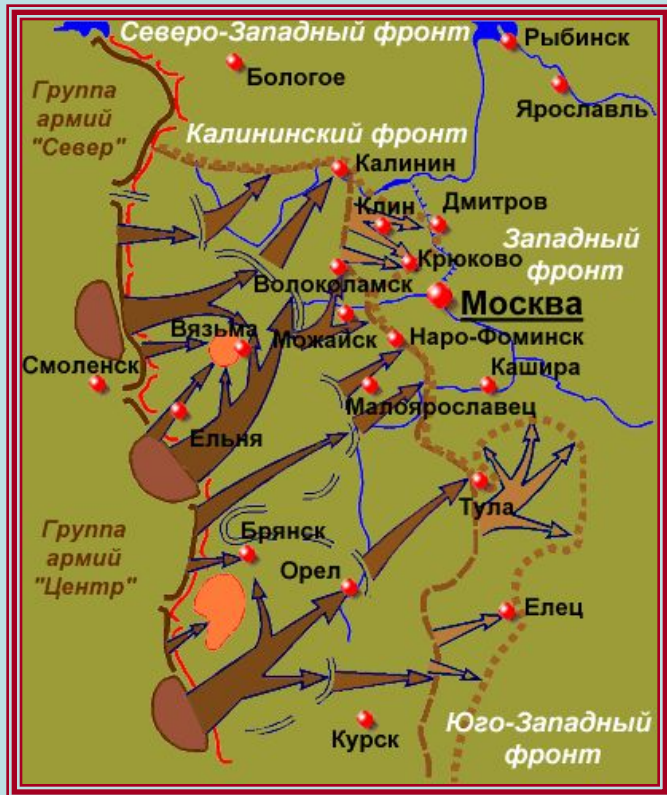 Северо-Западный фронт
Рыбинск
Бологое
Ярославль
Группа
армий
"Север"
Калининский фронт
Калинин
Клин
Дмитров
Западный
фронт
Крюково
Волоколамск
Москва
Вязьма
Можайск
Наро-Фоминск
Смоленск
Кашира
Малоярославец
Ельня
Тула
Группа
армий
"Центр"
Брянск
Орел
Елец
Курск
Юго-Западный
фронт